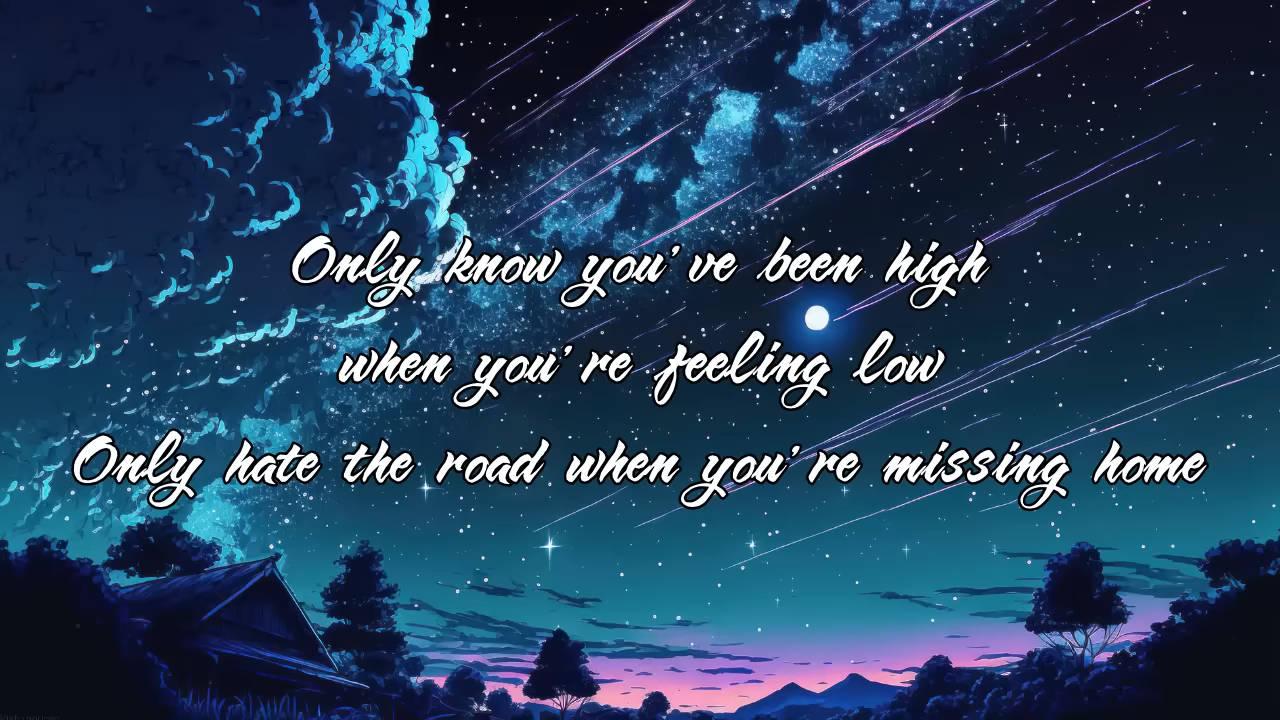 Only know you've been high
when you're feeling low
Only hate the road when you're missing home